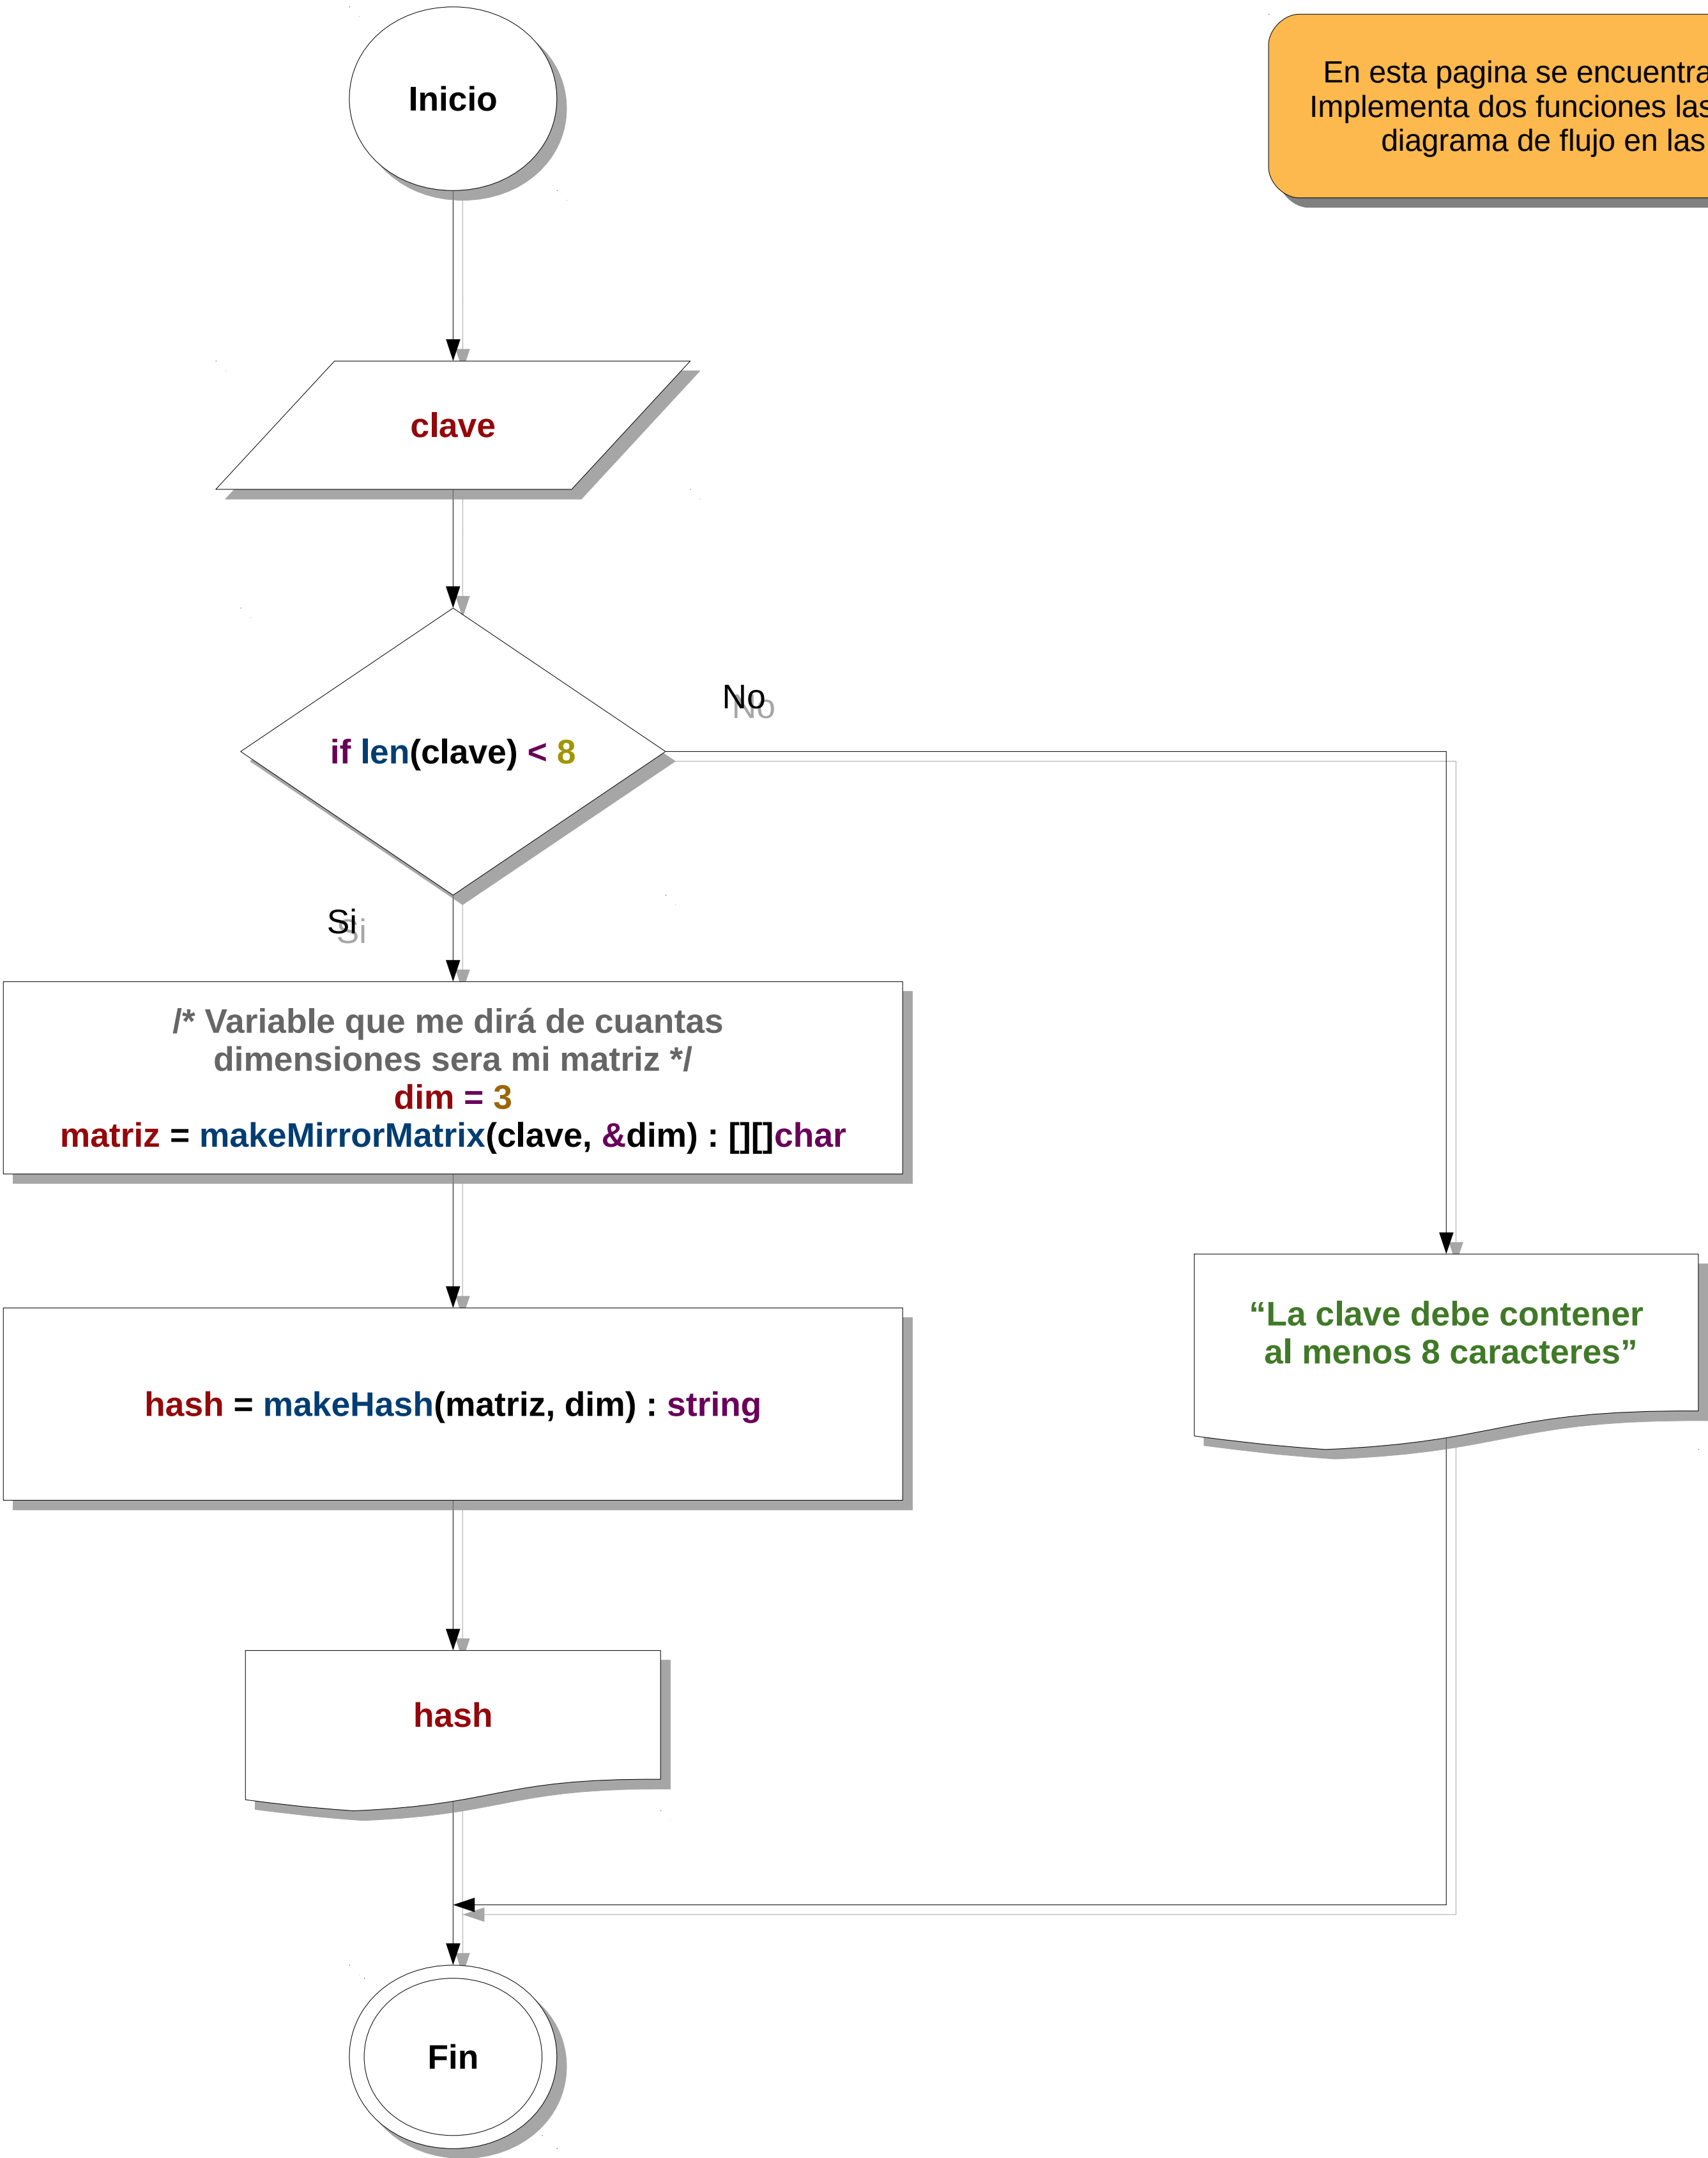 Inicio
En esta pagina se encuentra
Implementa dos funciones las
diagrama de flujo en las
clave
if len(clave) < 8
No
Si
/* Variable que me dirá de cuantas
dimensiones sera mi matriz */
dim = 3
matriz = makeMirrorMatrix(clave, &dim) : [][]char
“La clave debe contener
al menos 8 caracteres”
hash = makeHash(matriz, dim) : string
hash
Fin